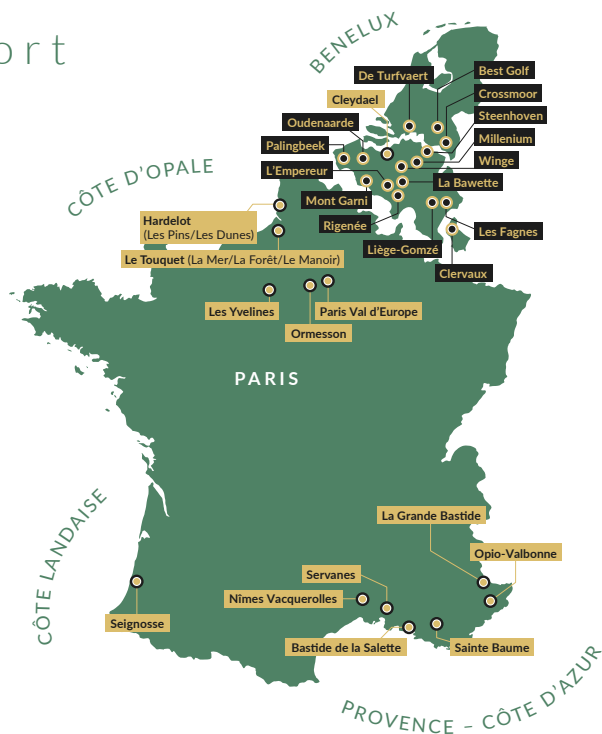 ort
BENELUX
De Turfvaert
Best Golf
Cleydael
Crossmoor
Oudenaarde
Steenhoven
Palingbeek
Millenium
L'Empereur
Winge
CÔTE D'OPALE
La Bawette
Mont Garni
Hardelot
(Les Pins/Les Dunes)
Rigenée
Les Fagnes
Liège-Gomzé
Le Touquet (La Mer/La Forêt/Le Manoir)
Clervaux
Les Yvelines
Paris Val d'Europe
Ormesson
PARIS
CÔTE LANDAISE
La Grande Bastide
Opio-Valbonne
Servanes
Nîmes Vacquerolles
Seignosse
Bastide de la Salette
Sainte Baume
PROVENCE – CÔTE D'AZUR